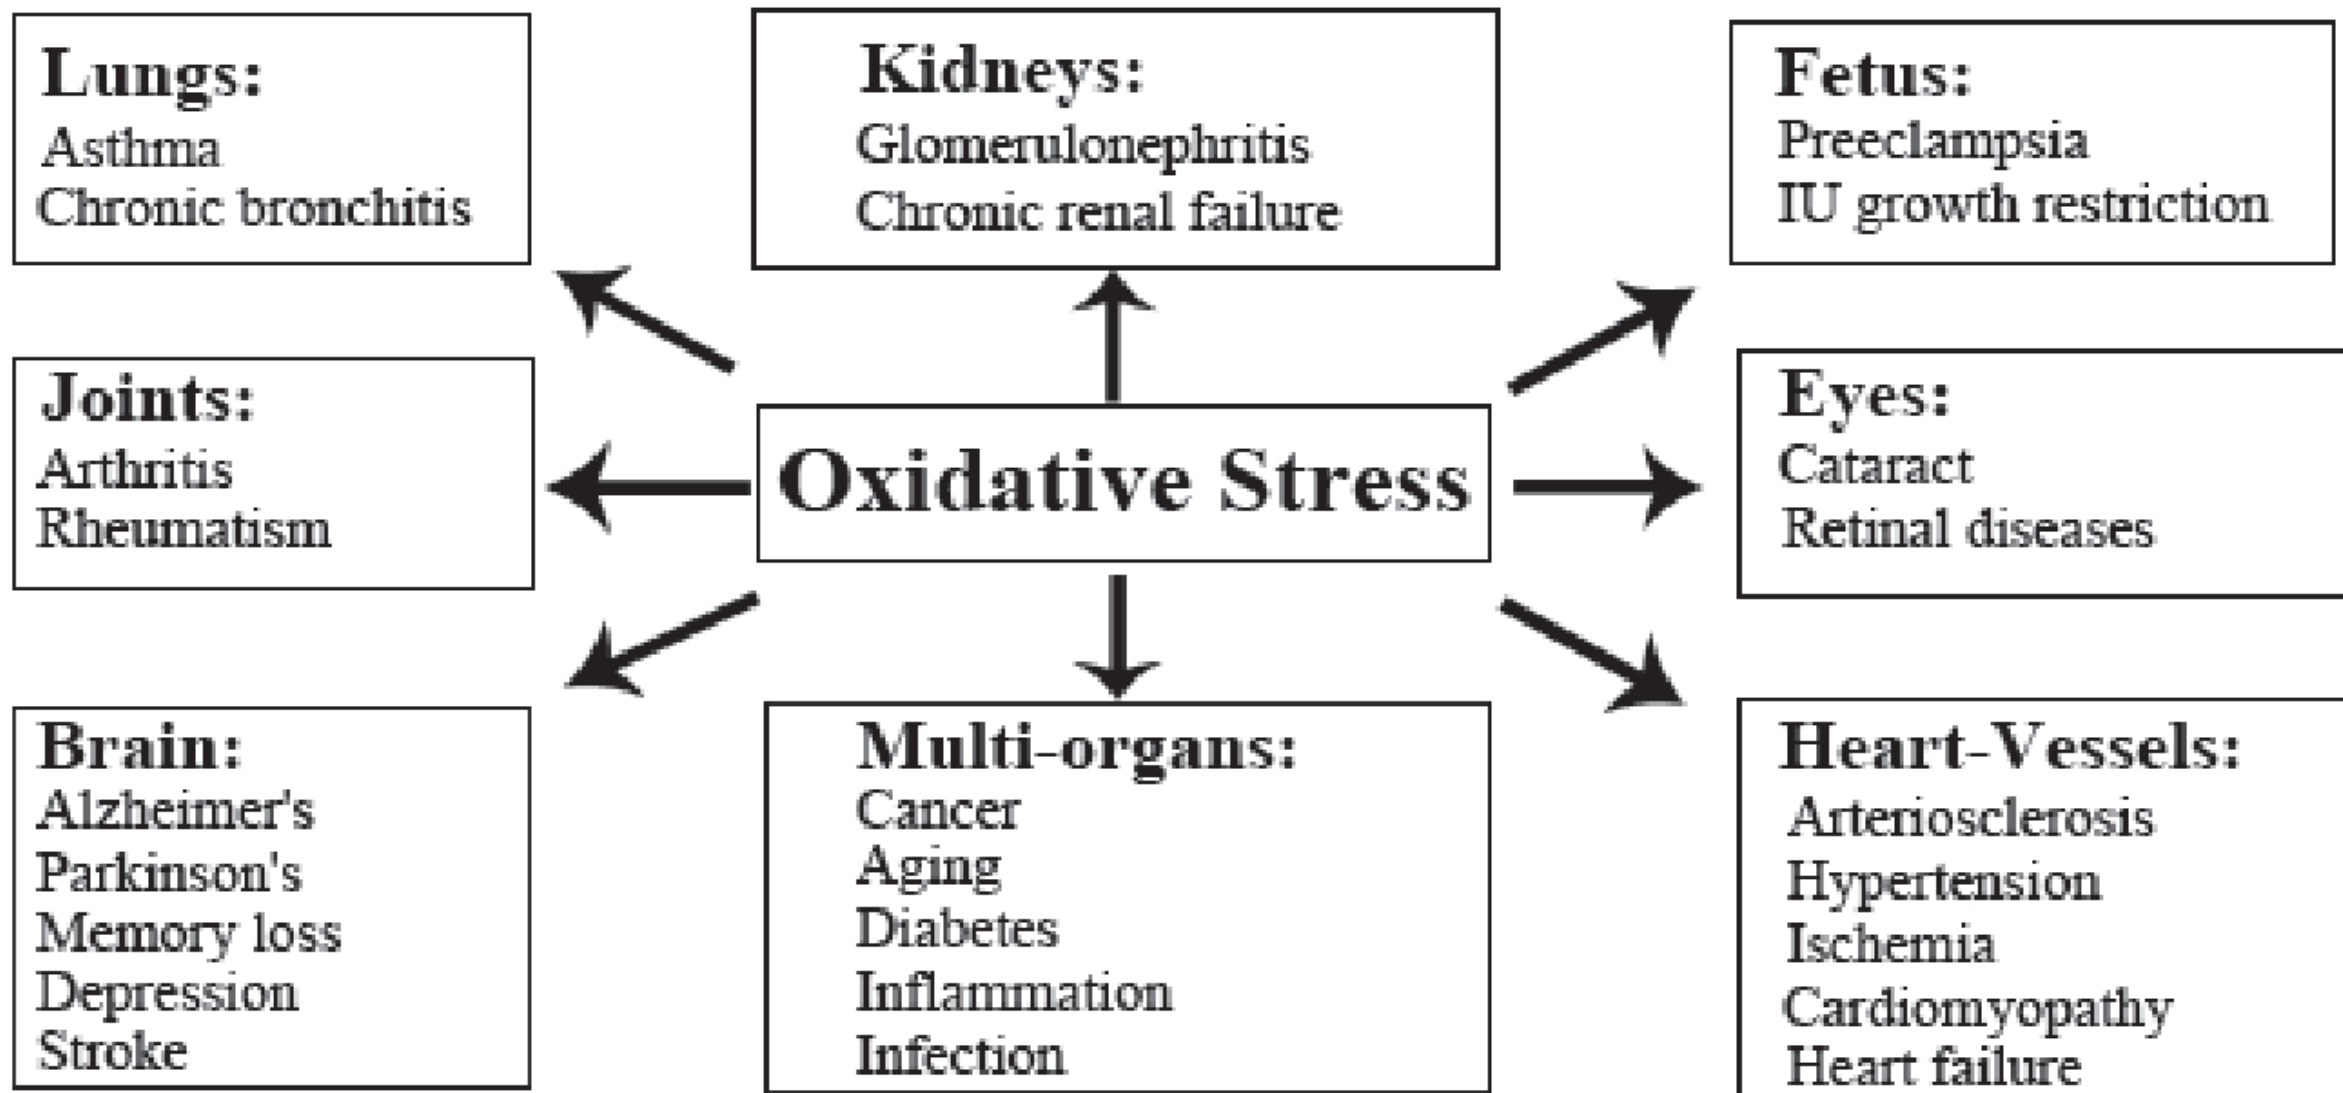 Lungs:
Asthma
Chronic bronchitis
Kidneys:
Glomerulonephritis
Chronic renal failure
Fetus:
Preeclampsia
IU growth restriction
Joints:
Arthritis
Rheumatism
Oxidative Stress
Eyes:
Cataract
Retinal diseases
Brain:
Alzheimer's
Parkinson's
Memory loss
Depression
Stroke
Multi-organs:
Cancer
Aging
Diabetes
Inflammation
Infection
Heart-Vessels:
Arteriosclerosis
Hypertension
Ischemia
Cardiomyopathy
Heart failure